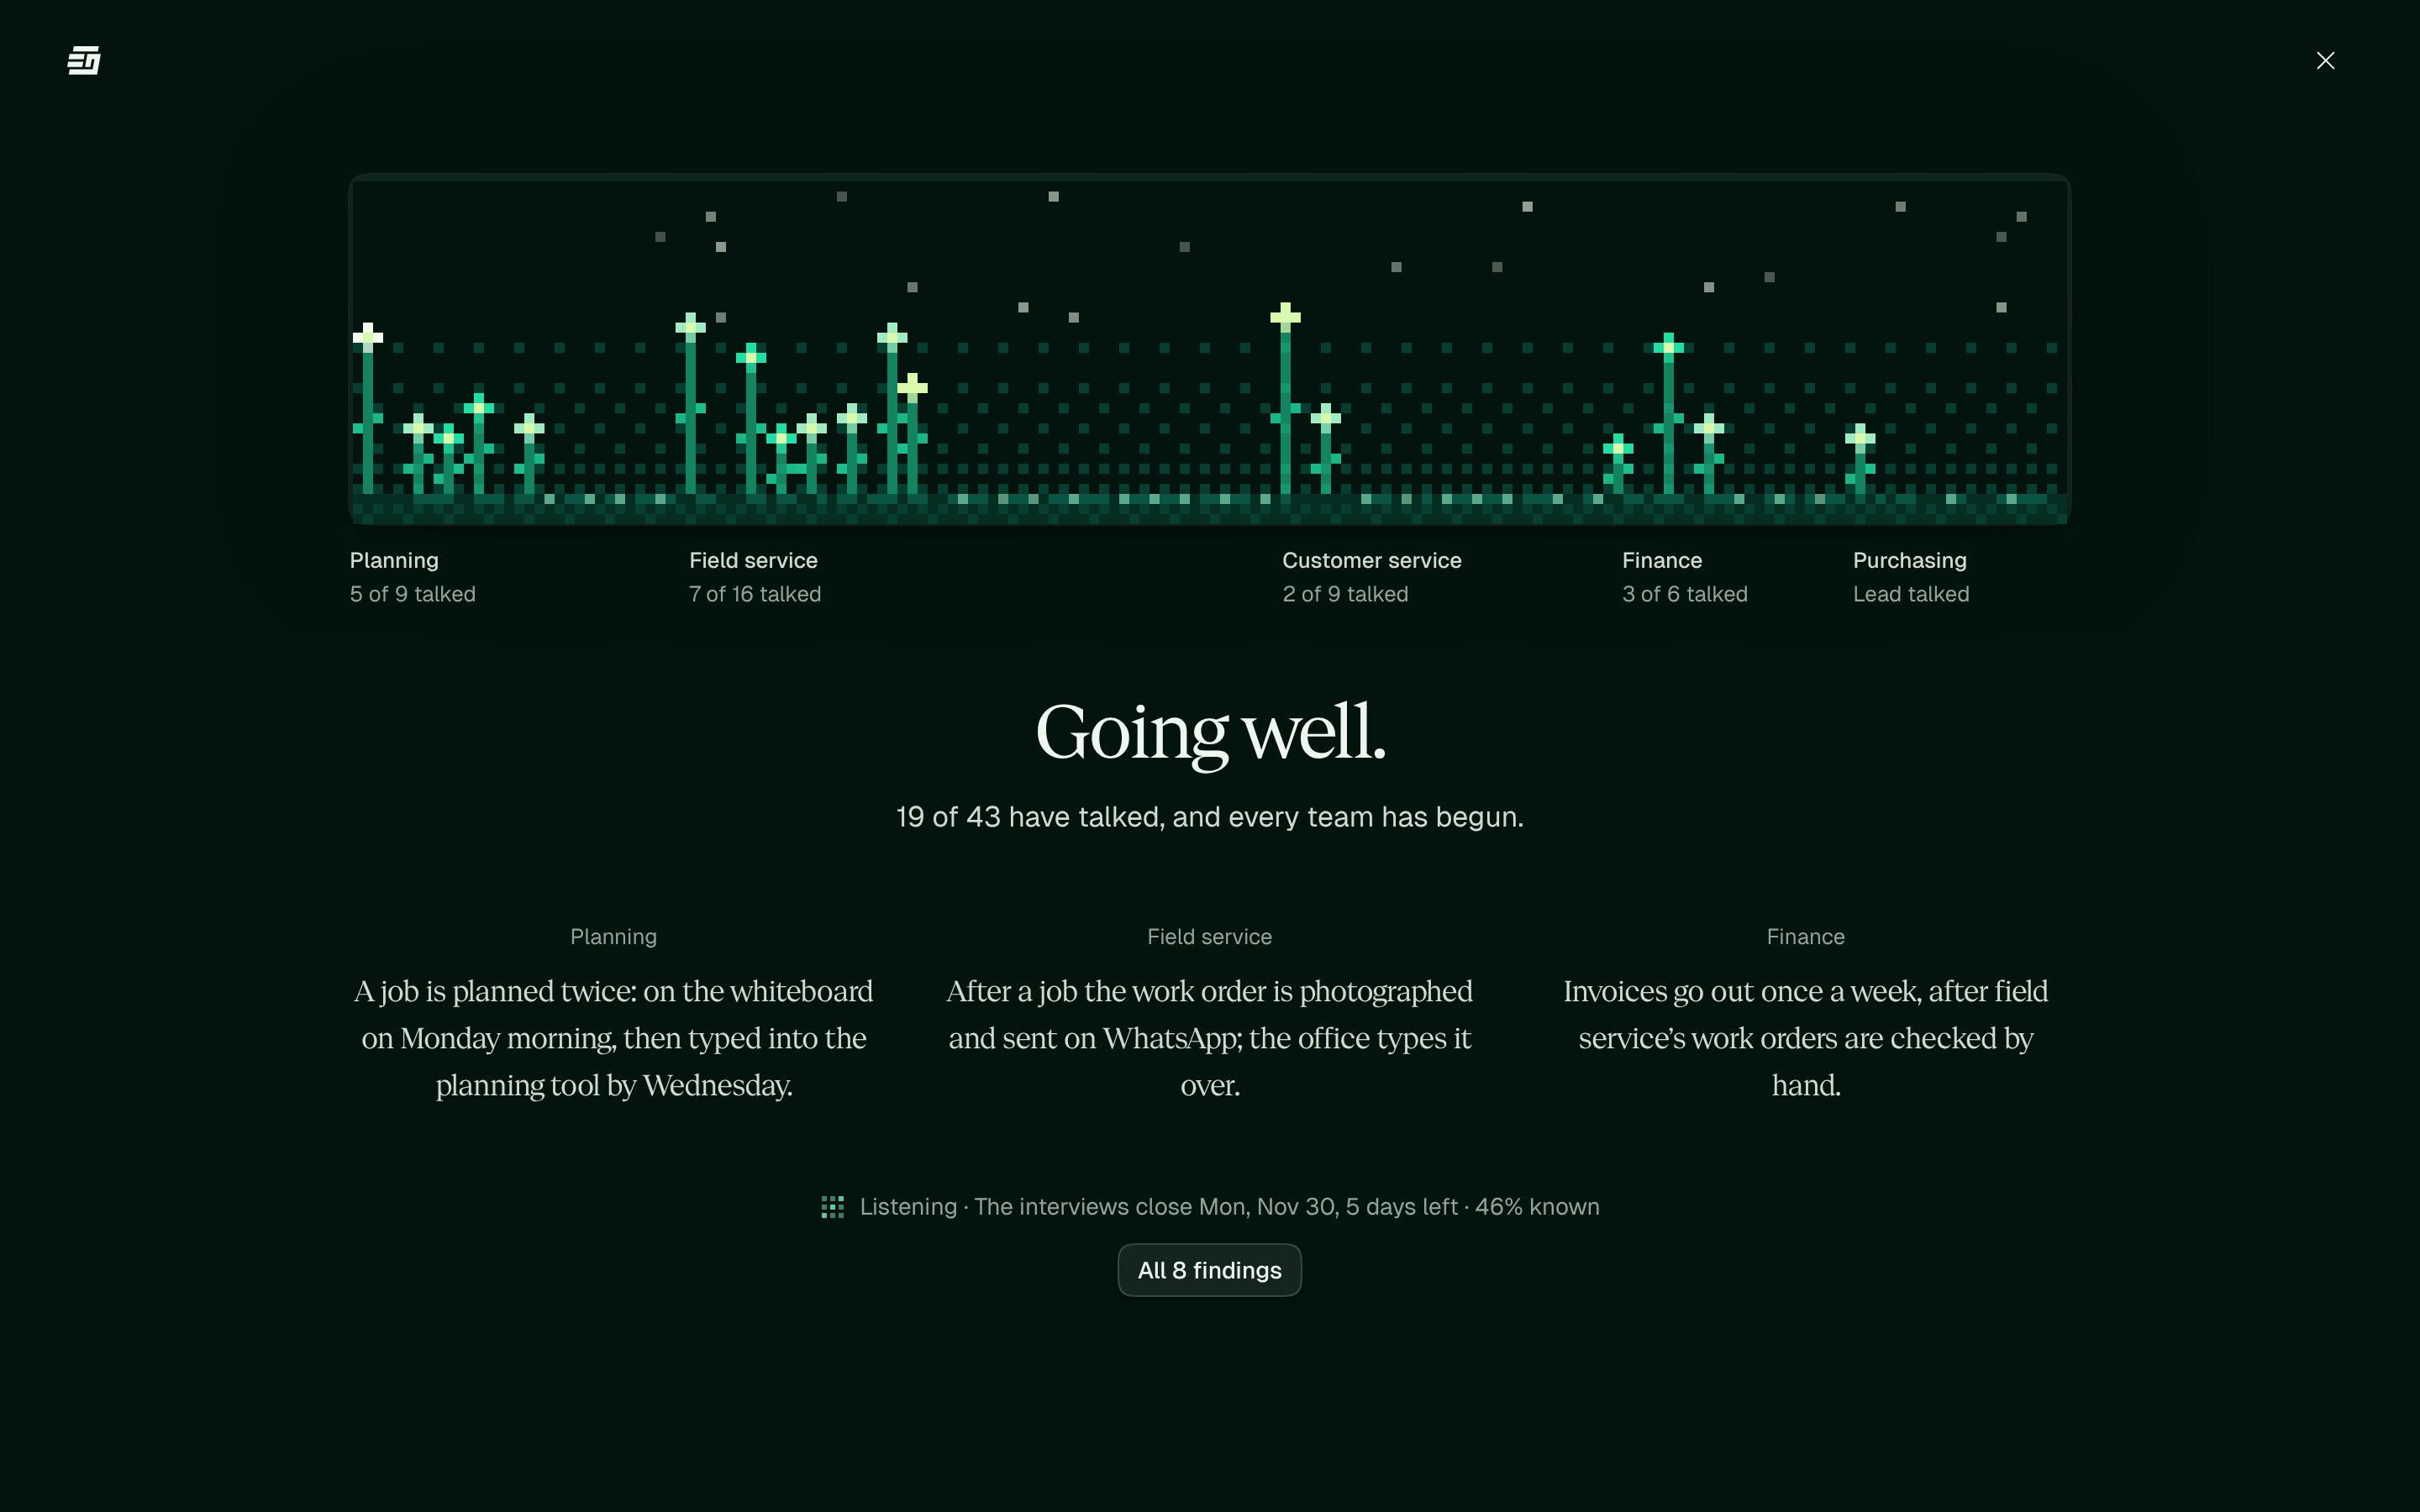 Planning
5 of 9 talked
Field service
7 of 16 talked
Customer service
2 of 9 talked
Finance
3 of 6 talked
Purchasing
Lead talked
Going well.
19 of 43 have talked, and every team has begun.
Planning
A job is planned twice: on the whiteboard
on Monday morning, then typed into the
planning tool by Wednesday.
Field service
After a job the work order is photographed
and sent on WhatsApp; the office types it
over.
Finance
Invoices go out once a week, after field
service’s work orders are checked by
hand.
Listening · The interviews close Mon, Nov 30, 5 days left · 46% known
All 8 findings